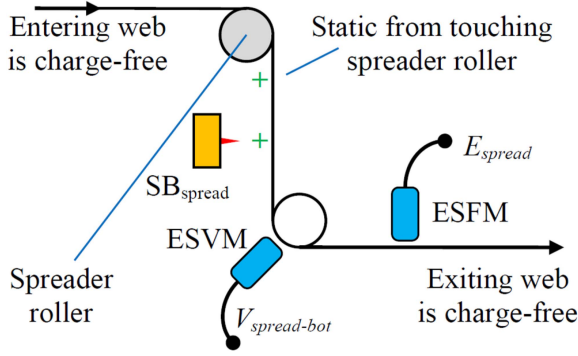 Entering web
is charge-free
Static from touching
spreader roller
+
+
SBspread
Espread
ESFM
ESVM
Spreader
roller
Vspread-bot
Exiting web
is charge-free